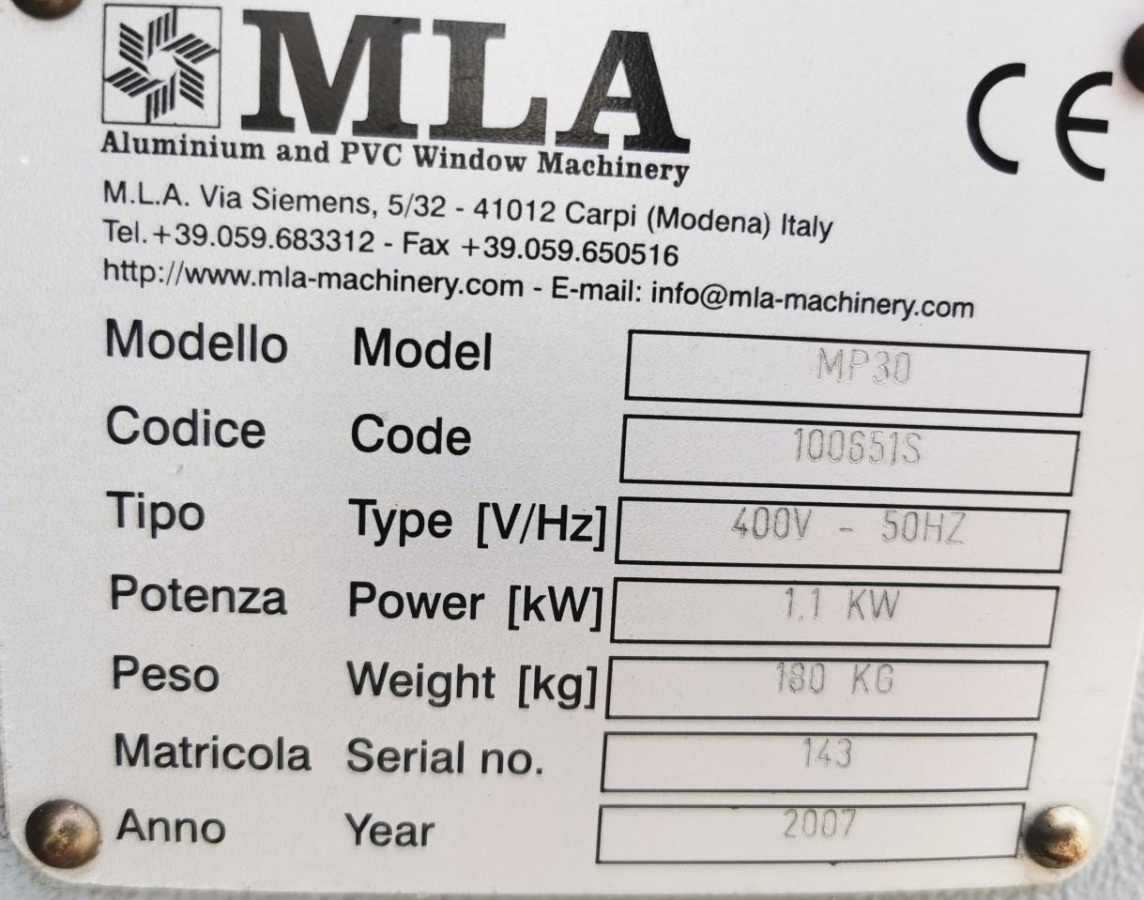 MLA
CE
Aluminium and PVC Window Machinery
M.L.A. Via Siemens, 5/32 - 41012 Carpi (Modena) Italy
Tel.+39.059.683312 - Fax +39.059.650516
http://www.mla-machinery.com - E-mail: info@mla-machinery.com
Modello Model MP30
Codice Code 100651S
Tipo Type [V/Hz] 400V - 50HZ
Potenza Power [kW] 1.1 KW
Peso Weight [kg] 180 KG
Matricola Serial no. 143
Anno Year 2007